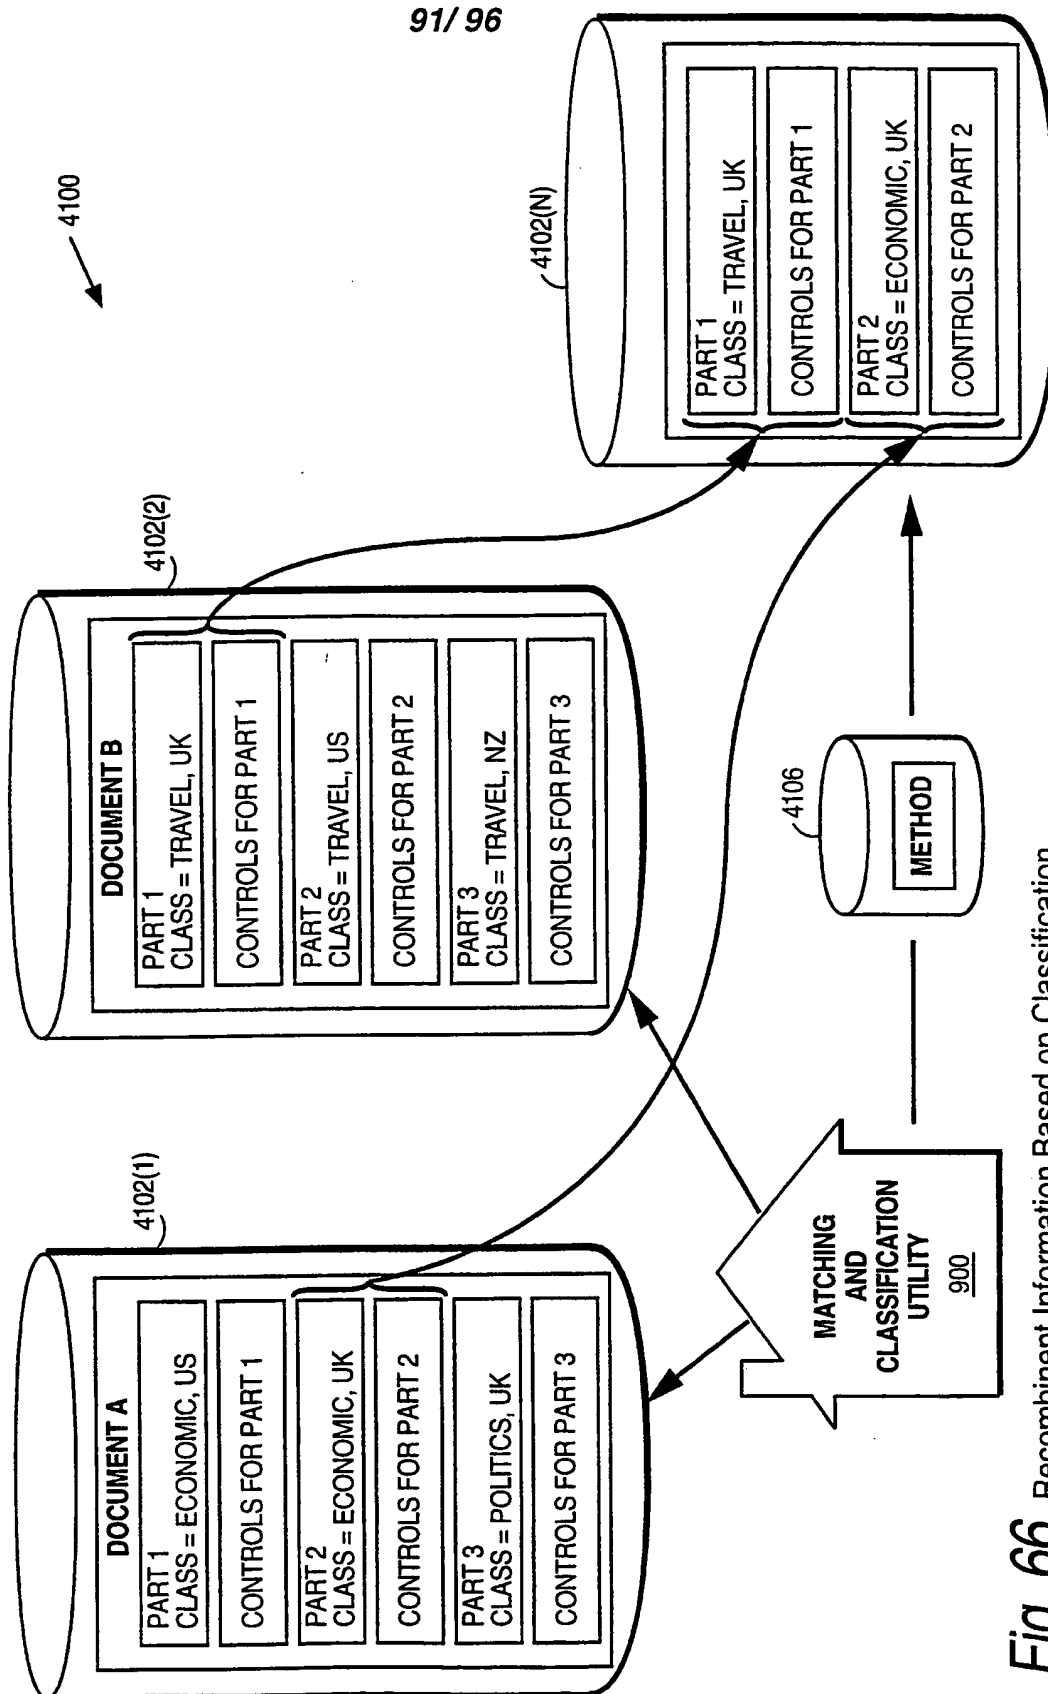 91/ 96
4100
4102(1)
DOCUMENT A
PART 1
CLASS = ECONOMIC, US
CONTROLS FOR PART 1
PART 2
CLASS = ECONOMIC, UK
CONTROLS FOR PART 2
PART 3
CLASS = POLITICS, UK
CONTROLS FOR PART 3
4102(2)
DOCUMENT B
PART 1
CLASS = TRAVEL, UK
CONTROLS FOR PART 1
PART 2
CLASS = TRAVEL, US
CONTROLS FOR PART 2
PART 3
CLASS = TRAVEL, NZ
CONTROLS FOR PART 3
4102(N)
PART 1
CLASS = TRAVEL, UK
CONTROLS FOR PART 1
PART 2
CLASS = ECONOMIC, UK
CONTROLS FOR PART 2
MATCHING
AND
CLASSIFICATION
UTILITY
900
4106
METHOD
Fig. 66 Recombinent Information Based on Classification